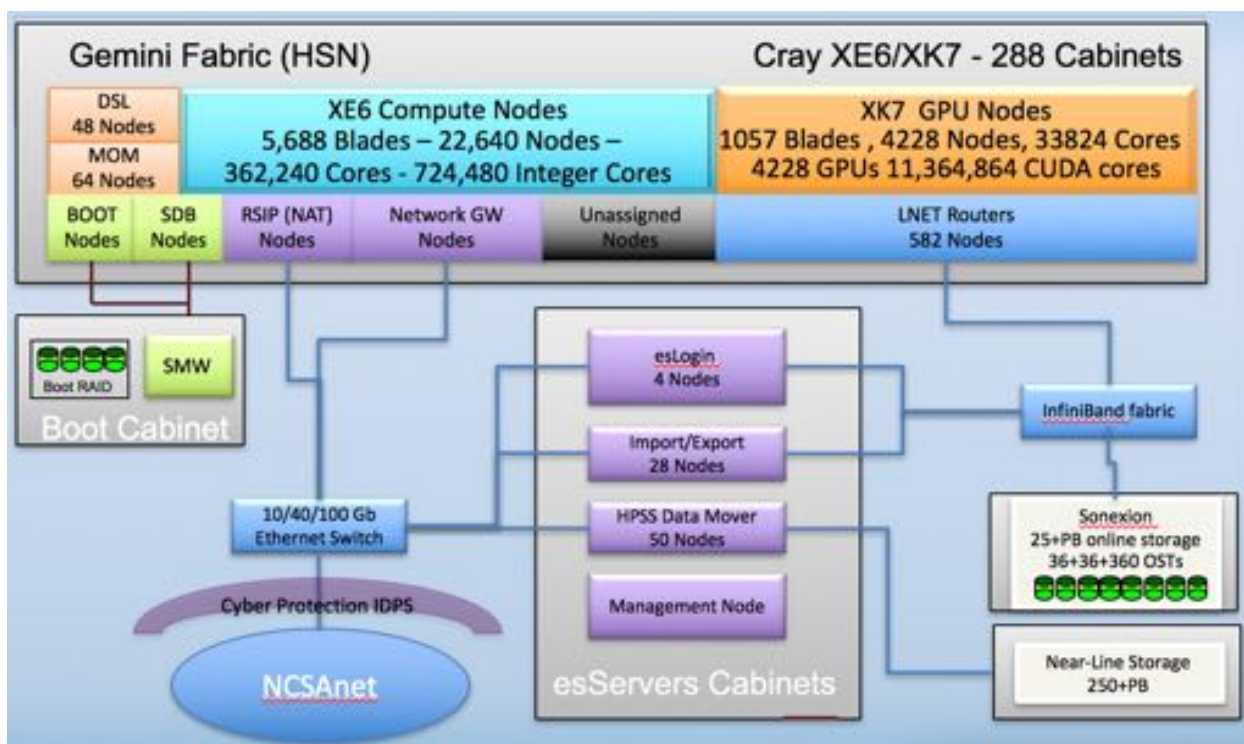 Gemini Fabric (HSN)
Cray XE6/XK7 - 288 Cabinets
DSL
48 Nodes
MOM
64 Nodes
XE6 Compute Nodes
5,688 Blades – 22,640 Nodes –
362,240 Cores - 724,480 Integer Cores
XK7 GPU Nodes
1057 Blades , 4228 Nodes, 33824 Cores
4228 GPUs 11,364,864 CUDA cores
BOOT
Nodes
SDB
Nodes
RSIP (NAT)
Nodes
Network GW
Nodes
Unassigned
Nodes
LNET Routers
582 Nodes
Boot RAID
SMW
Boot Cabinet
esLogin
4 Nodes
Import/Export
28 Nodes
HPSS Data Mover
50 Nodes
Management Node
esServers Cabinets
InfiniBand fabric
10/40/100 Gb
Ethernet Switch
Cyber Protection IDPS
NCSAnet
Sonexion
25+PB online storage
36+36+360 OSTs
Near-Line Storage
250+PB